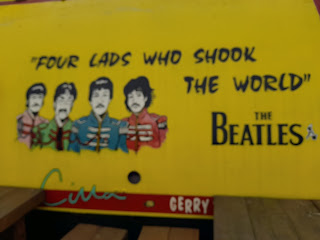 "FOUR LADS WHO SHOOK
THE WORLD"
THE
BEATLES
Cilla
GERRY